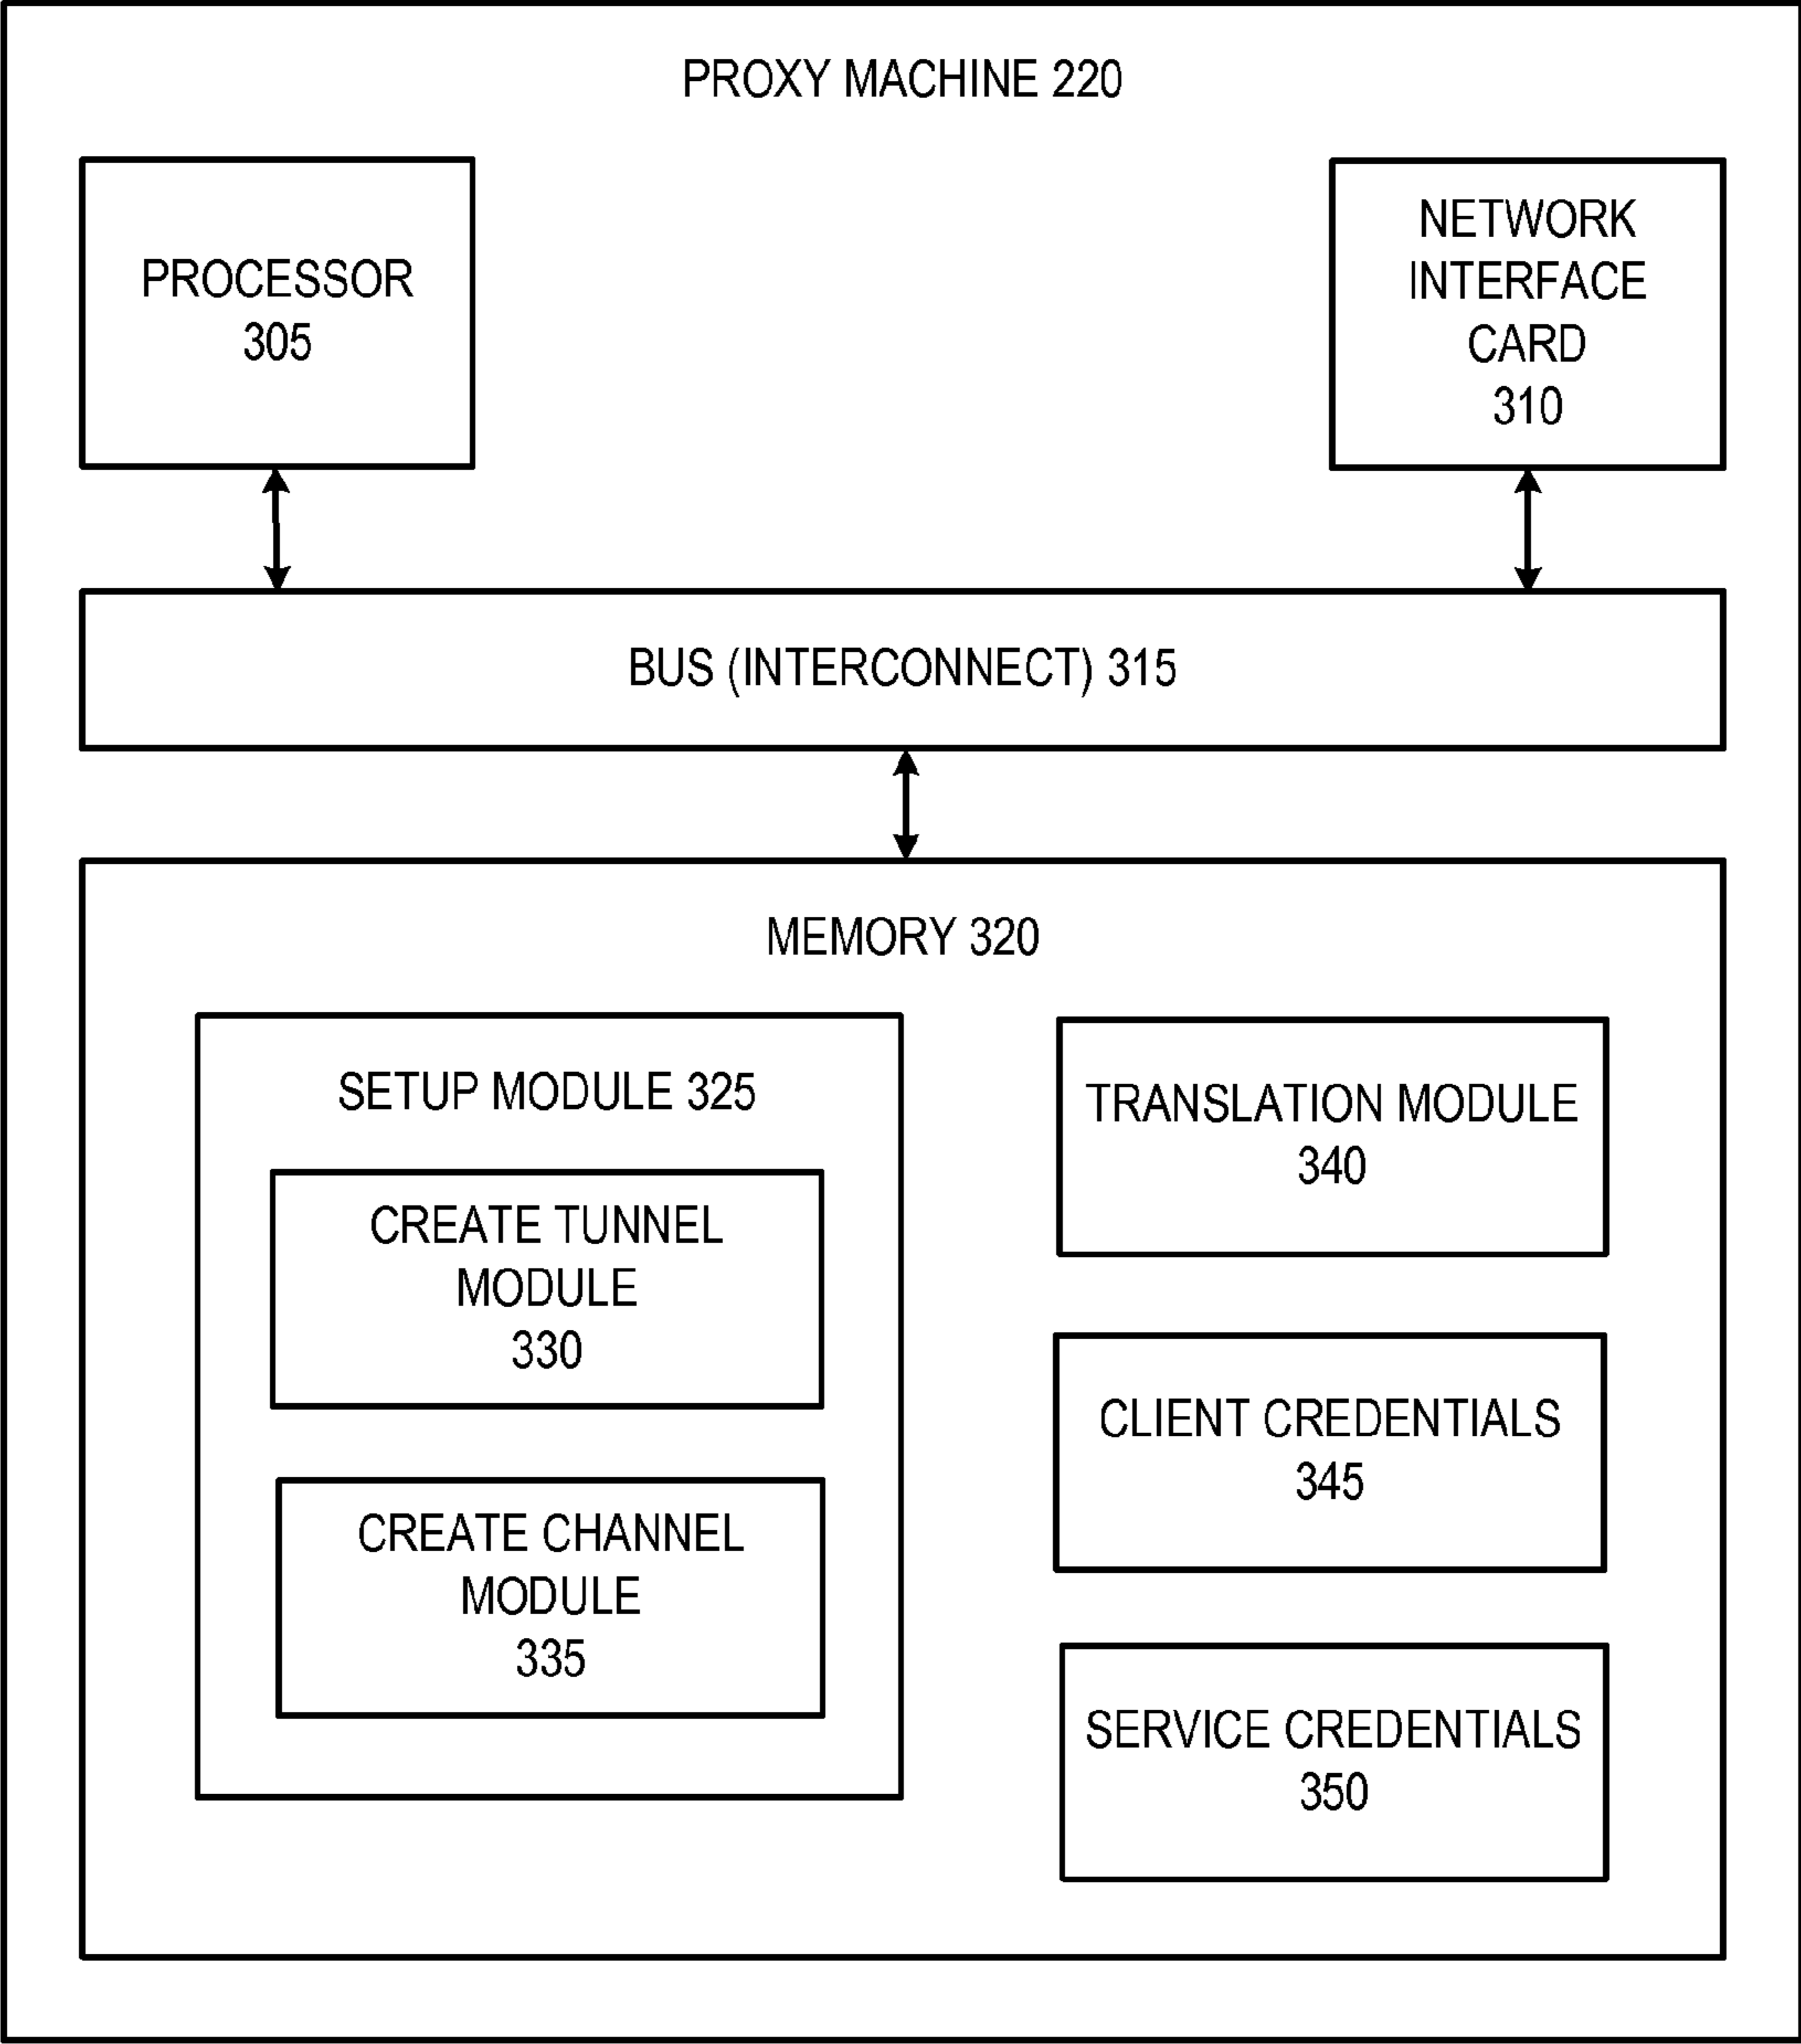 PROXY MACHINE 220
PROCESSOR
305
NETWORK
INTERFACE
CARD
310
BUS (INTERCONNECT) 315
MEMORY 320
SETUP MODULE 325
CREATE TUNNEL
MODULE
330
CREATE CHANNEL
MODULE
335
TRANSLATION MODULE
340
CLIENT CREDENTIALS
345
SERVICE CREDENTIALS
350